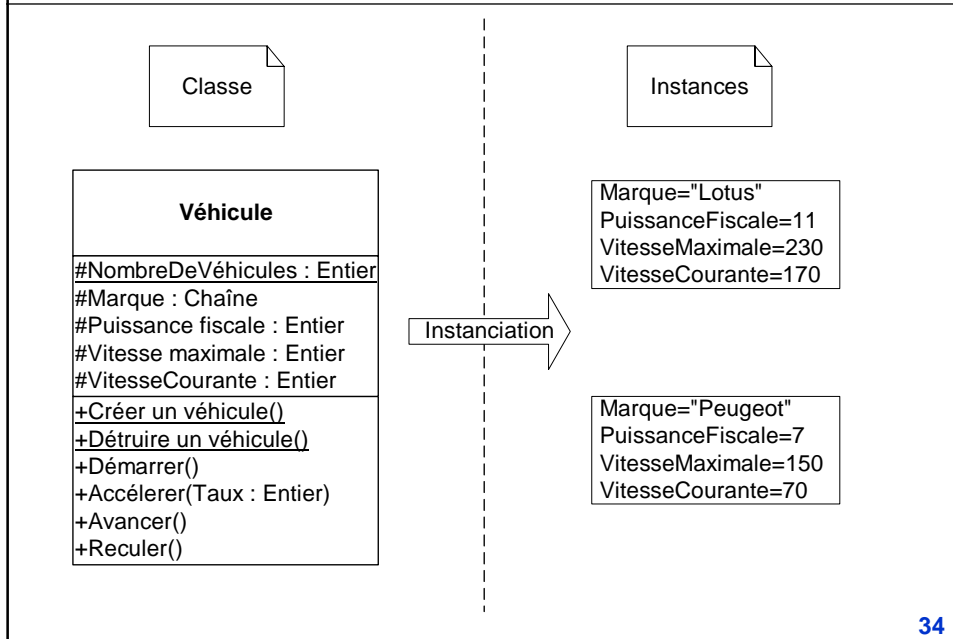 Classe
Instances
Véhicule
#NombreDeVéhicules : Entier
#Marque : Chaîne
#Puissance fiscale : Entier
#Vitesse maximale : Entier
#VitesseCourante : Entier
+Créer un véhicule()
+Détruire un véhicule()
+Démarrer()
+Accélerer(Taux : Entier)
+Avancer()
+Reculer()
Instanciation
Marque="Lotus"
PuissanceFiscale=11
VitesseMaximale=230
VitesseCourante=170
Marque="Peugeot"
PuissanceFiscale=7
VitesseMaximale=150
VitesseCourante=70
34